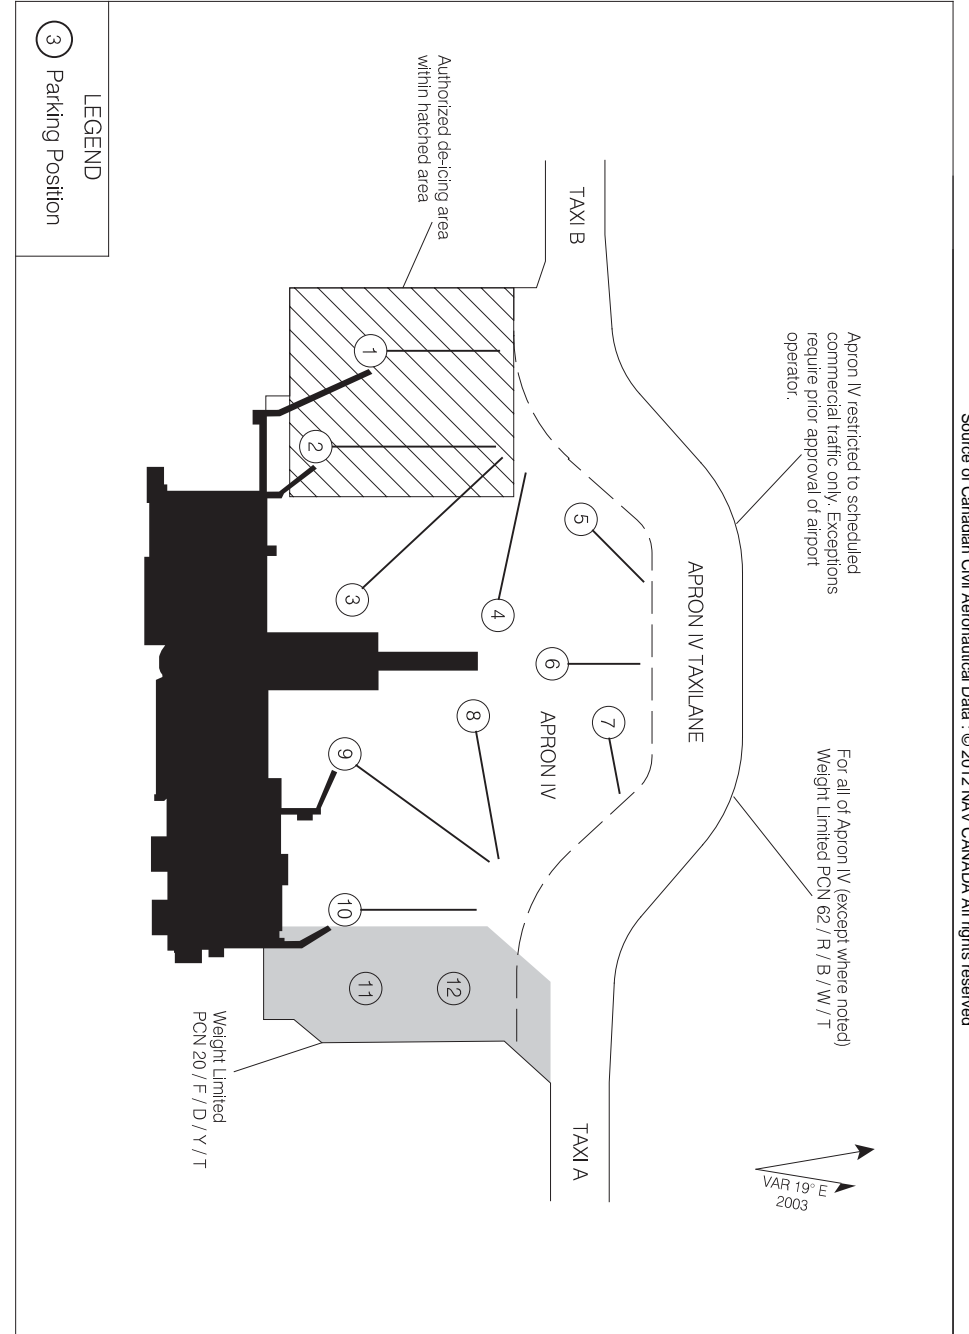 Source of Canadian Civil Aeronautical Data : © 2012 NAV CANADA All rights reserved
Apron IV restricted to scheduled
commercial traffic only. Exceptions
require prior approval of airport
operator.
For all of Apron IV (except where noted)
Weight Limited PCN 62 / R / B / W / T
VAR 19° E
2003
APRON IV TAXILANE
TAXI B
TAXI A
APRON IV
Authorized de-icing area
within hatched area
1
2
3
4
5
6
7
8
9
10
11
12
Weight Limited
PCN 20 / F / D / Y / T
LEGEND
3 Parking Position